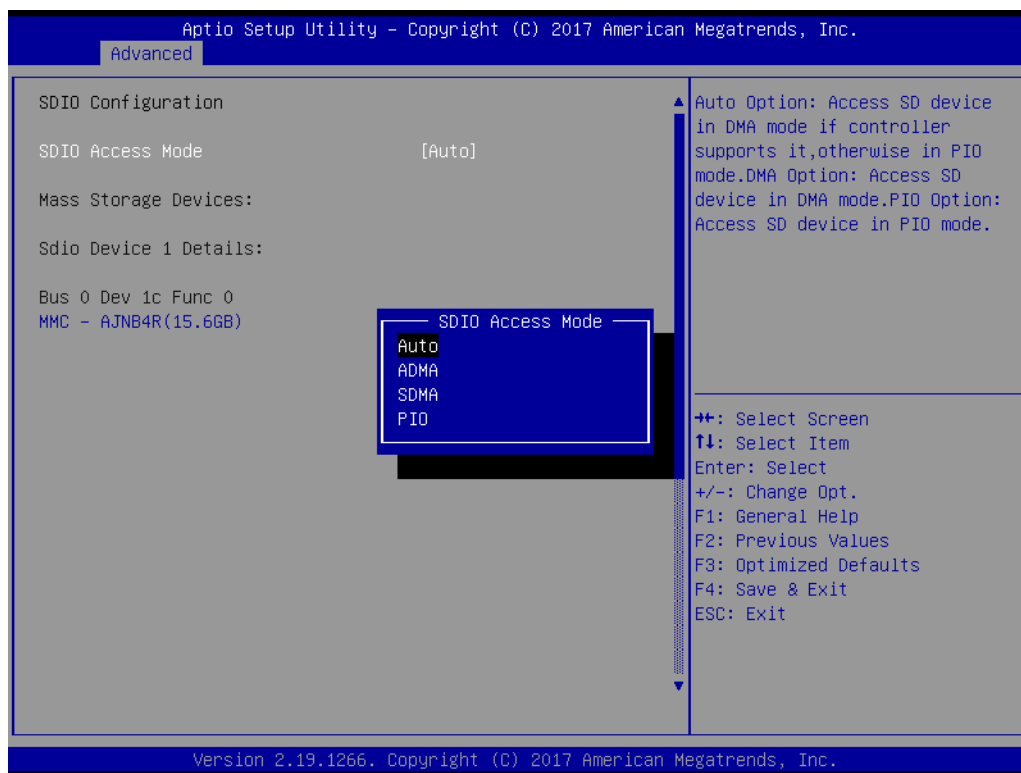 Aptio Setup Utility – Copyright (C) 2017 American Megatrends, Inc.
Advanced
SDIO Configuration
SDIO Access Mode [Auto]
Mass Storage Devices:
Sdio Device 1 Details:
Bus 0 Dev 1c Func 0
MMC - AJNB4R(15.6GB)
SDIO Access Mode
Auto
ADMA
SDMA
PIO
Auto Option: Access SD device
in DMA mode if controller
supports it,otherwise in PIO
mode.DMA Option: Access SD
device in DMA mode.PIO Option:
Access SD device in PIO mode.
→←: Select Screen
↑↓: Select Item
Enter: Select
+/-: Change Opt.
F1: General Help
F2: Previous Values
F3: Optimized Defaults
F4: Save & Exit
ESC: Exit
Version 2.19.1266. Copyright (C) 2017 American Megatrends, Inc.